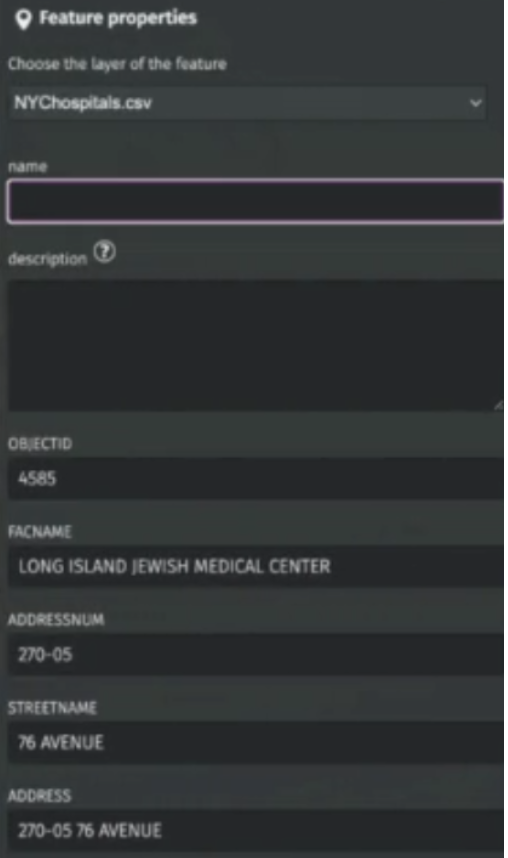 Feature properties
Choose the layer of the feature
NYChospitals.csv
name
description ?
OBJECTID
4585
FACNAME
LONG ISLAND JEWISH MEDICAL CENTER
ADDRESSNUM
270-05
STREETNAME
76 AVENUE
ADDRESS
270-05 76 AVENUE